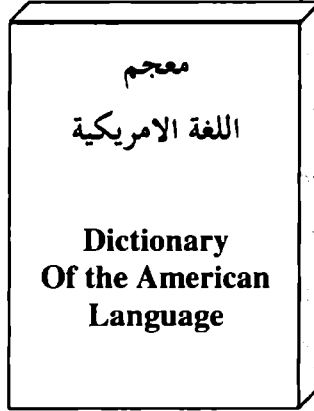 معجم
اللغة الامريكية
Dictionary
Of the American
Language